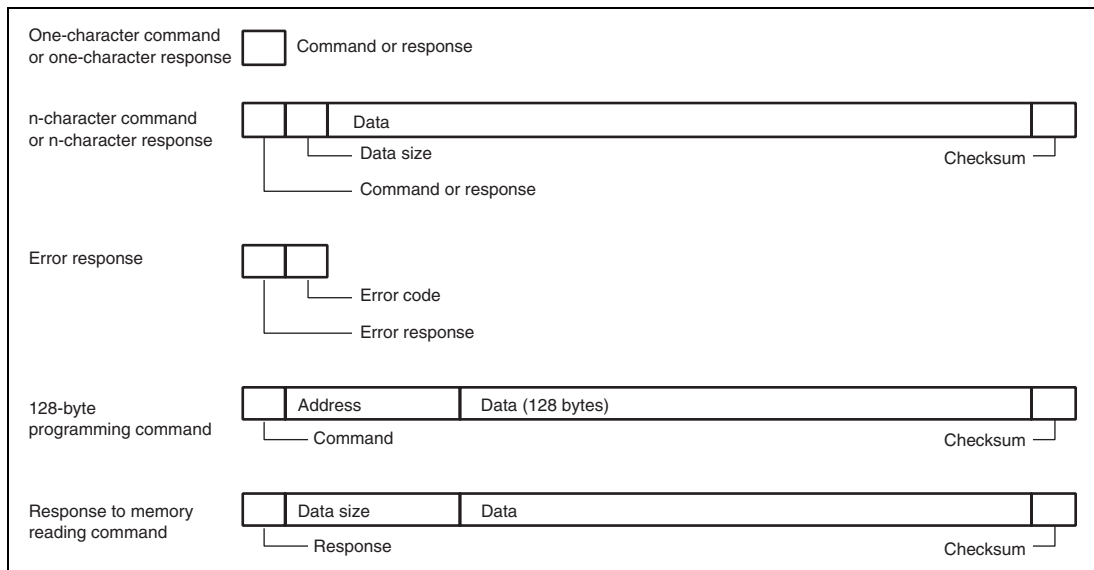 One-character command
or one-character response
Command or response
n-character command
or n-character response
Data
Data size
Checksum
Command or response
Error response
Error code
Error response
128-byte
programming command
Address
Data (128 bytes)
Command
Checksum
Response to memory
reading command
Data size
Data
Response
Checksum